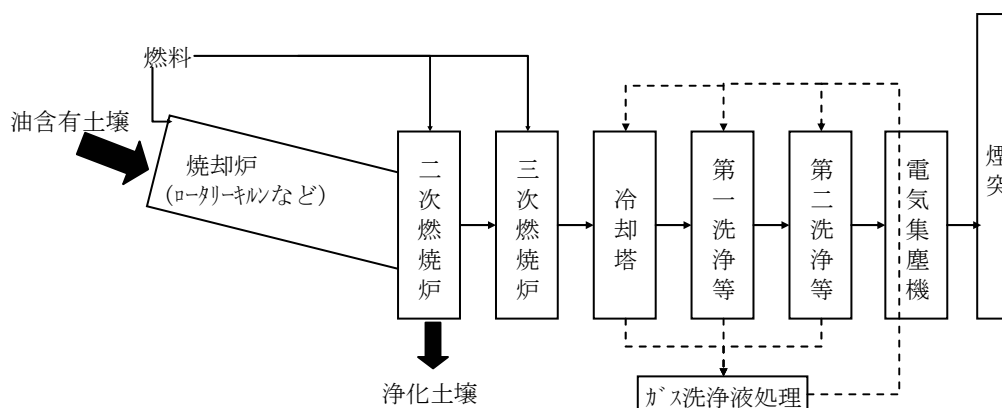 燃料
油含有土壌
焼却炉
(ﾛｰﾀﾘｰｷﾙﾝなど)
二次燃焼炉
三次燃焼炉
冷却塔
第一洗浄等
第二洗浄等
電気集塵機
煙突
浄化土壌
ｶﾞｽ洗浄液処理